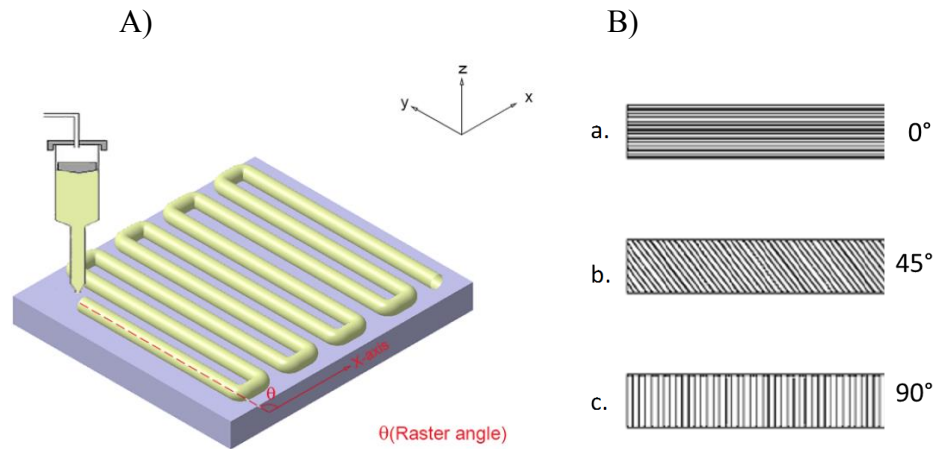 A)
B)
z
y
x
a.
0°
b.
45°
c.
90°
X-axis
θ
θ(Raster angle)